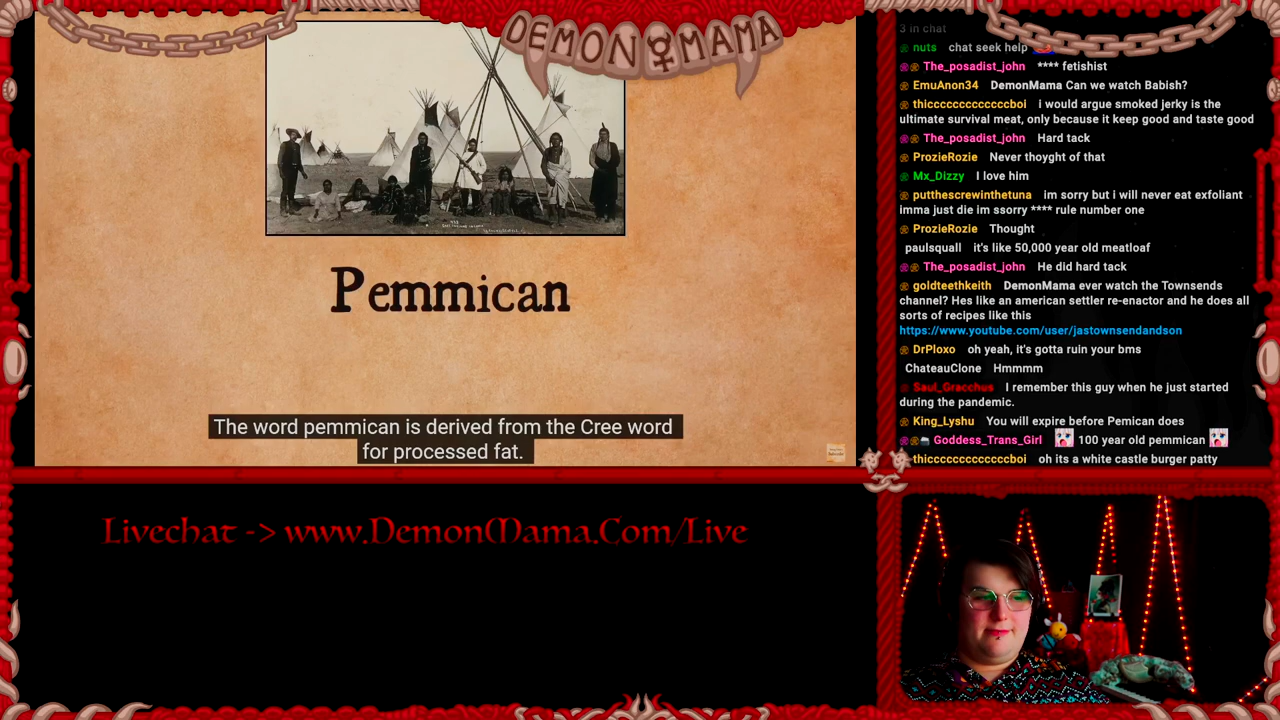 DEMON MAMA
Pemmican
The word pemmican is derived from the Cree word
for processed fat.
Livechat -> www.DemonMama.Com/Live
3 in chat
nuts chat seek help
The_posadist_john **** fetishist
EmuAnon34 DemonMama Can we watch Babish?
thicccccccccccccboi i would argue smoked jerky is the
ultimate survival meat, only because it keep good and taste good
The_posadist_john Hard tack
ProzieRozie Never thoyght of that
Mx_Dizzy I love him
putthescrewinthetuna im sorry but i will never eat exfoliant
imma just die im ssorry **** rule number one
ProzieRozie Thought
paulsquall it's like 50,000 year old meatloaf
The_posadist_john He did hard tack
goldteethkeith DemonMama ever watch the Townsends
channel? Hes like an american settler re-enactor and he does all
sorts of recipes like this
https://www.youtube.com/user/jastownsendandson
DrPloxo oh yeah, it's gotta ruin your bms
ChateauClone Hmmmm
Saul_Gracchus I remember this guy when he just started
during the pandemic.
King_Lyshu You will expire before Pemican does
Goddess_Trans_Girl 100 year old pemmican
thicccccccccccccboi oh its a white castle burger patty